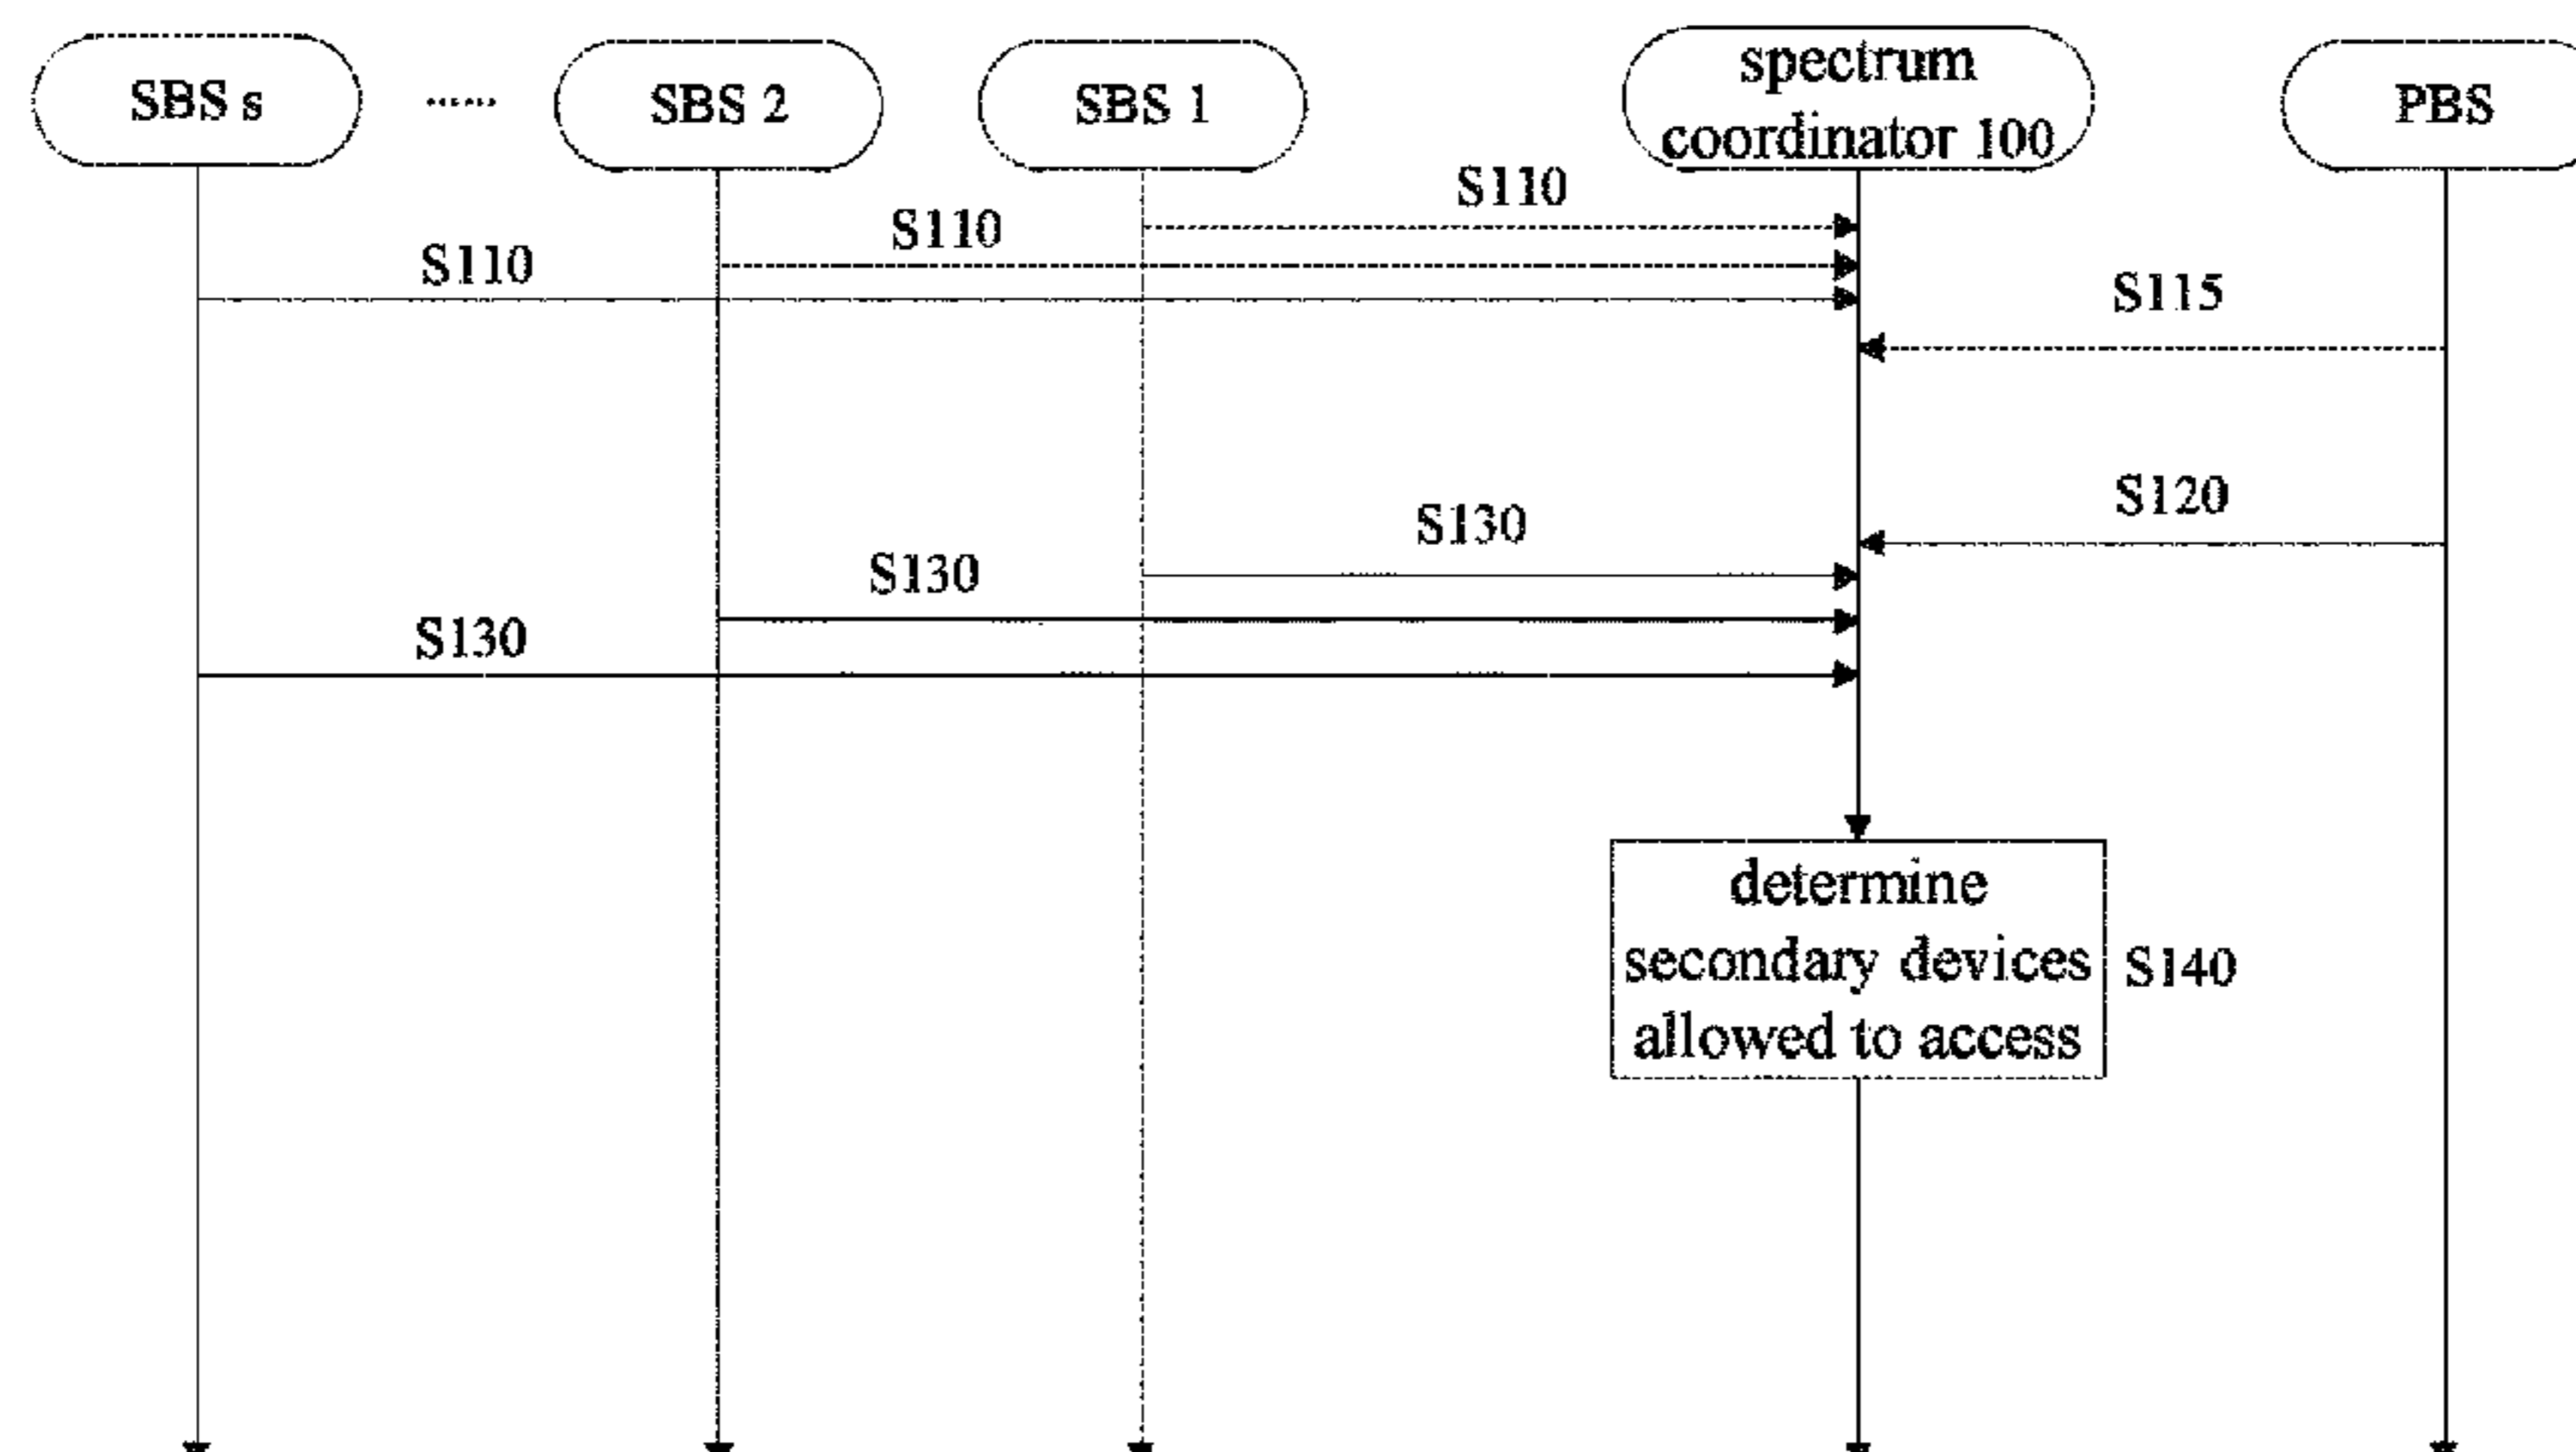 SBS s
......
SBS 2
SBS 1
spectrum
coordinator 100
PBS
S110
S110
S110
S115
S120
S130
S130
S130
determine
secondary devices
allowed to access
S140